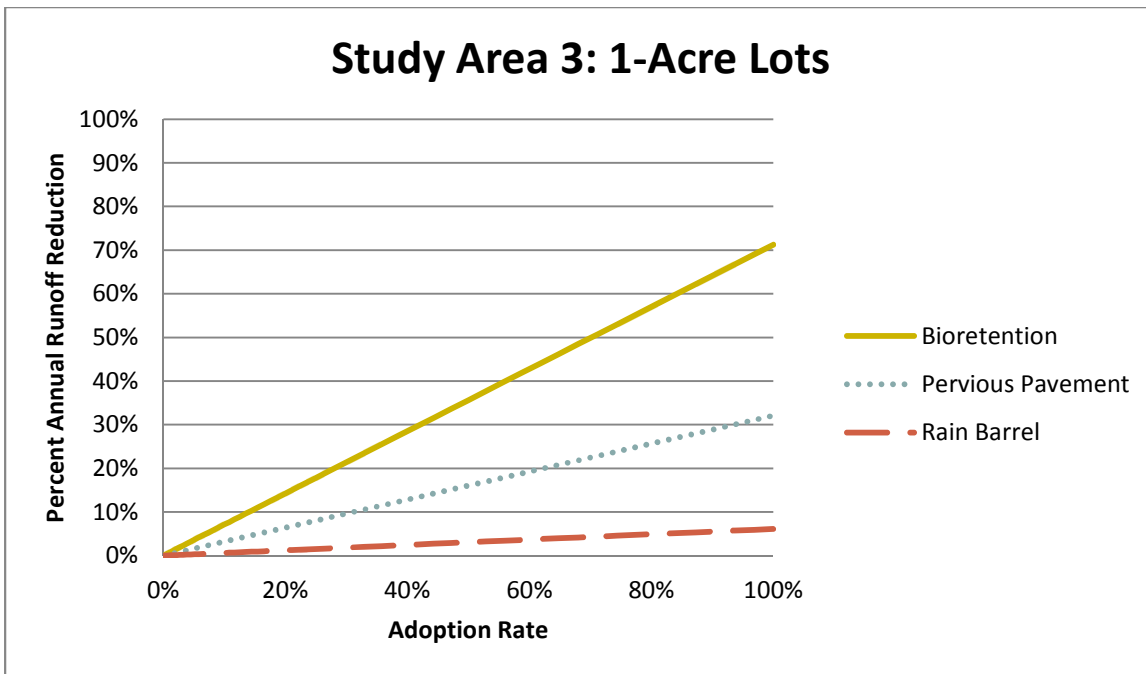 Study Area 3: 1-Acre Lots
Percent Annual Runoff Reduction
100%
90%
80%
70%
60%
50%
40%
30%
20%
10%
0%
0% 20% 40% 60% 80% 100%
Adoption Rate
Bioretention
Pervious Pavement
Rain Barrel